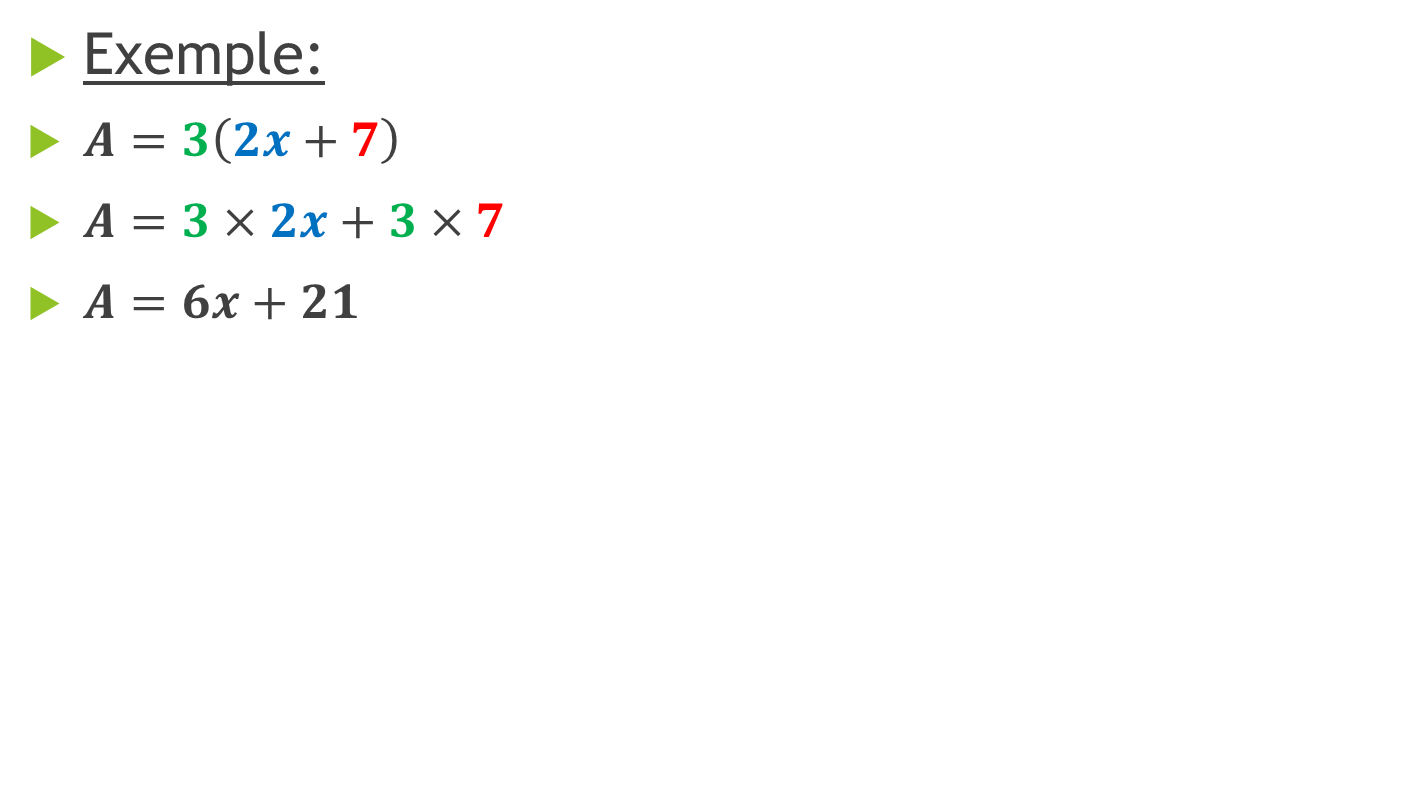 Exemple:
A = 3(2x + 7)
A = 3 × 2x + 3 × 7
A = 6x + 21